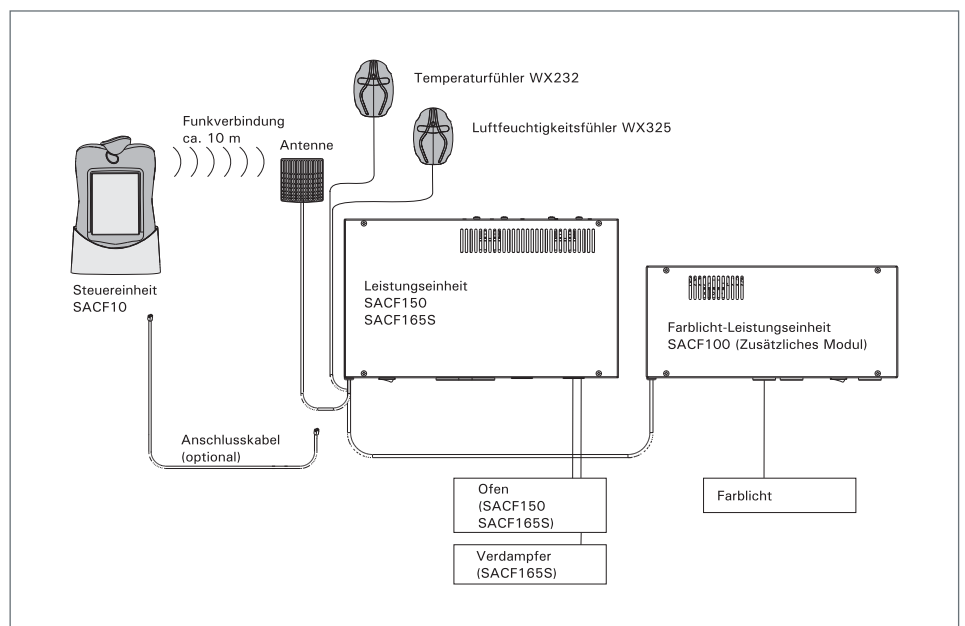 Temperaturfühler WX232
Luftfeuchtigkeitsfühler WX325
Funkverbindung
ca. 10 m
Antenne
Steuereinheit
SACF10
Leistungseinheit
SACF150
SACF165S
Farblicht-Leistungseinheit
SACF100 (Zusätzliches Modul)
Anschlusskabel
(optional)
Ofen
(SACF150
SACF165S)
Verdampfer
(SACF165S)
Farblicht